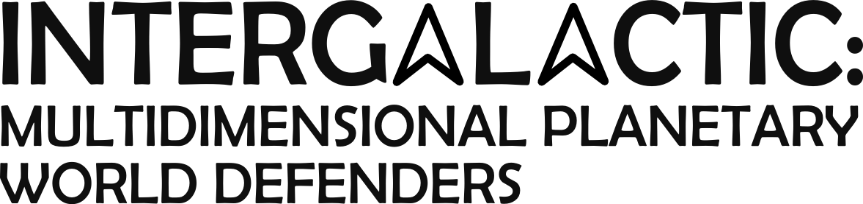 INTERGALACTIC:
MULTIDIMENSIONAL PLANETARY
WORLD DEFENDERS